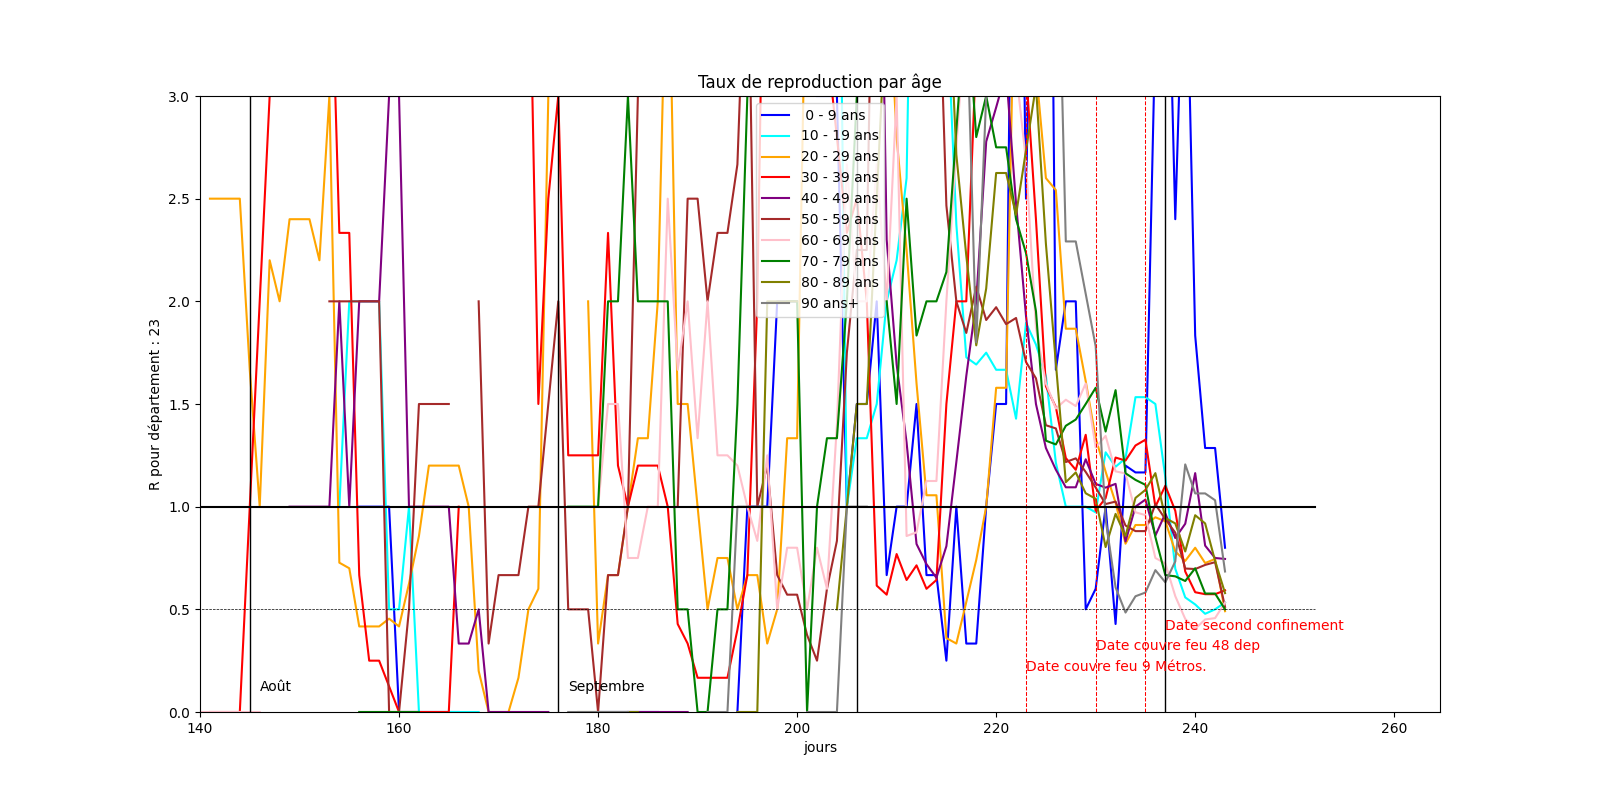 Taux de reproduction par âge
R pour département : 23
3.0
2.5
2.0
1.5
1.0
0.5
0.0
0 - 9 ans
10 - 19 ans
20 - 29 ans
30 - 39 ans
40 - 49 ans
50 - 59 ans
60 - 69 ans
70 - 79 ans
80 - 89 ans
90 ans+
Date second confinement
Date couvre feu 48 dep
Date couvre feu 9 Métros.
Août
Septembre
140
160
180
200
220
240
260
jours